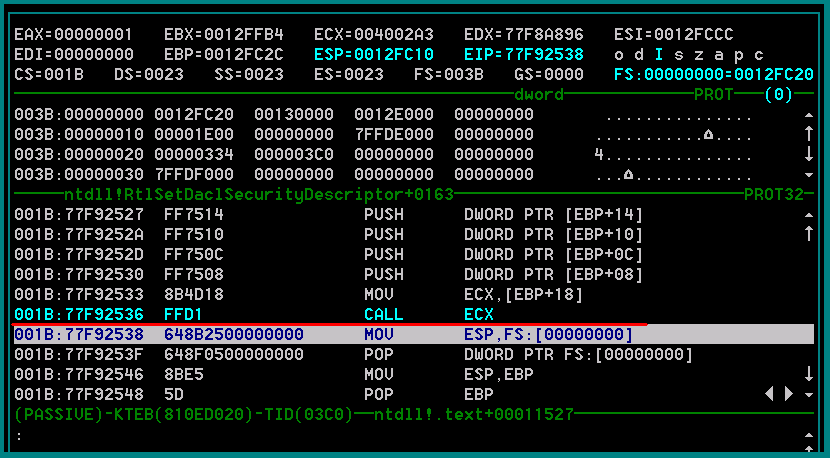 EAX=00000001 EBX=0012FFB4 ECX=004002A3 EDX=77F8A896 ESI=0012FCCC
EDI=00000000 EBP=0012FC2C ESP=0012FC10 EIP=77F92538 o d I s z a p c
CS=001B DS=0023 SS=0023 ES=0023 FS=003B GS=0000 FS:00000000=0012FC20
dword PROT (0)
003B:00000000 0012FC20 00130000 0012E000 00000000 ...............
003B:00000010 00001E00 00000000 7FFDE000 00000000 ...............
003B:00000020 00000334 000003C0 00000000 00000000 4...............
003B:00000030 7FFDF000 00000000 00000000 00000000 ...............
ntdll!RtlSetDaclSecurityDescriptor+0163 PROT32
001B:77F92527 FF7514 PUSH DWORD PTR [EBP+14]
001B:77F9252A FF7510 PUSH DWORD PTR [EBP+10]
001B:77F9252D FF750C PUSH DWORD PTR [EBP+0C]
001B:77F92530 FF7508 PUSH DWORD PTR [EBP+08]
001B:77F92533 8B4D18 MOV ECX,[EBP+18]
001B:77F92536 FFD1 CALL ECX
001B:77F92538 648B2500000000 MOV ESP,FS:[00000000]
001B:77F9253F 648F0500000000 POP DWORD PTR FS:[00000000]
001B:77F92546 8BE5 MOV ESP,EBP
001B:77F92548 5D POP EBP
(PASSIVE)-KTEB(810ED020)-TID(03C0)—ntdll!.text+00011527
: